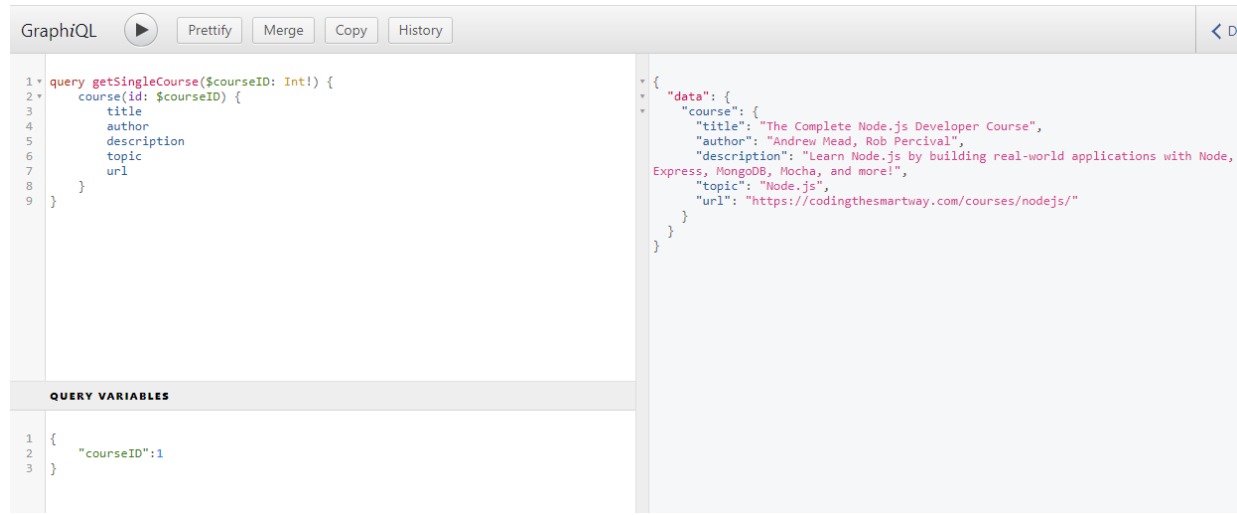 GraphiQL Prettify Merge Copy History D
1 query getSingleCourse($courseID: Int!) {
2 course(id: $courseID) {
3 title
4 author
5 description
6 topic
7 url
8 }
9 }
QUERY VARIABLES
1 {
2 "courseID":1
3 }
{
"data": {
"course": {
"title": "The Complete Node.js Developer Course",
"author": "Andrew Mead, Rob Percival",
"description": "Learn Node.js by building real-world applications with Node,
Express, MongoDB, Mocha, and more!",
"topic": "Node.js",
"url": "https://codingthesmartway.com/courses/nodejs/"
}
}
}